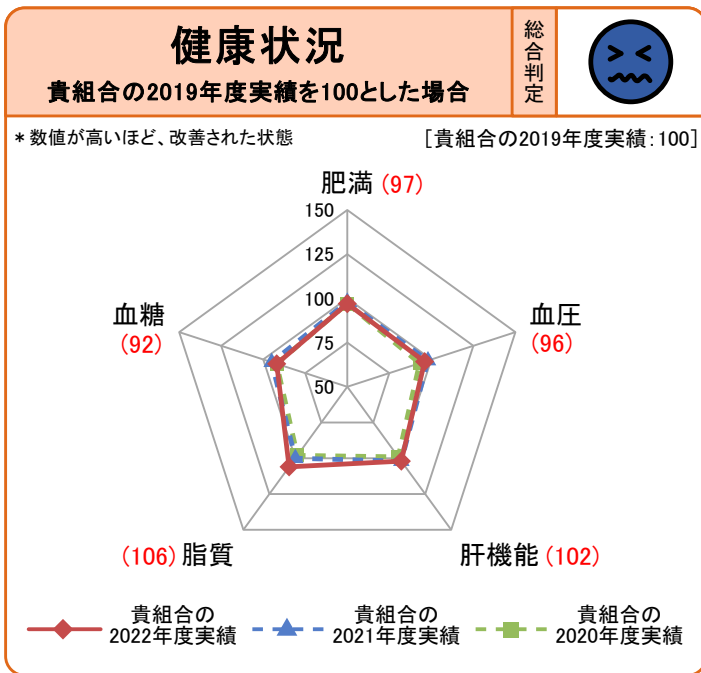 健康状況
貴組合の2019年度実績を100とした場合
総合判定
*数値が高いほど、改善された状態
[貴組合の2019年度実績:100]
肥満 (97)
150
125
100
75
50
血糖
(92)
血圧
(96)
(106) 脂質
肝機能 (102)
貴組合の
2022年度実績
貴組合の
2021年度実績
貴組合の
2020年度実績